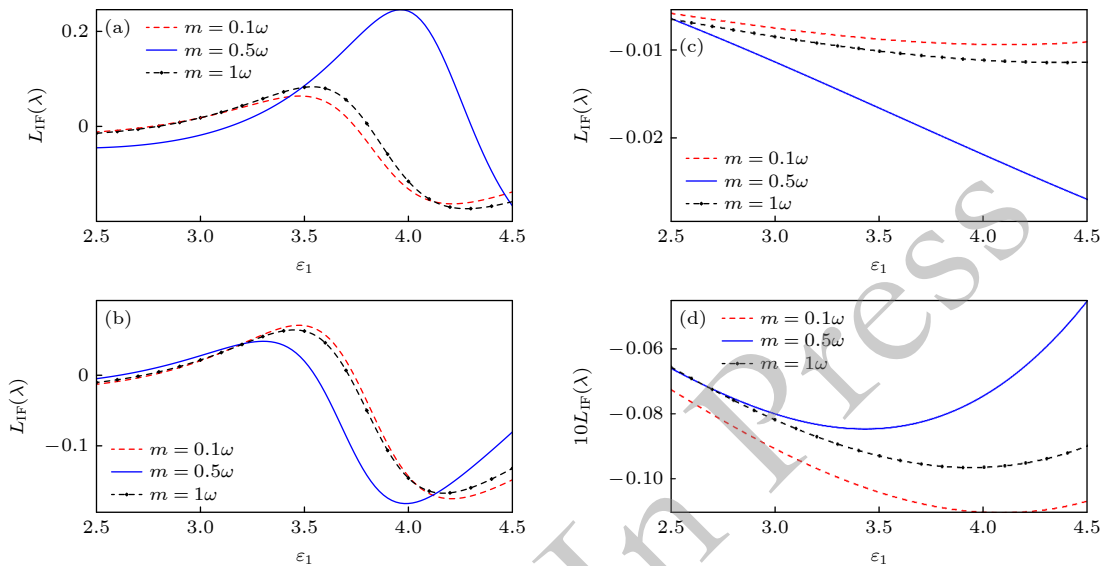 (a)
m = 0.1ω
m = 0.5ω
m = 1ω
0.2
0
L_IF(λ)
2.5 3.0 3.5 4.0 4.5
ε₁
(c)
−0.01
−0.02
L_IF(λ)
m = 0.1ω
m = 0.5ω
m = 1ω
2.5 3.0 3.5 4.0 4.5
ε₁
(b)
0
−0.1
L_IF(λ)
m = 0.1ω
m = 0.5ω
m = 1ω
2.5 3.0 3.5 4.0 4.5
ε₁
(d)
m = 0.1ω
m = 0.5ω
m = 1ω
−0.06
−0.08
−0.10
10L_IF(λ)
2.5 3.0 3.5 4.0 4.5
ε₁
In Press